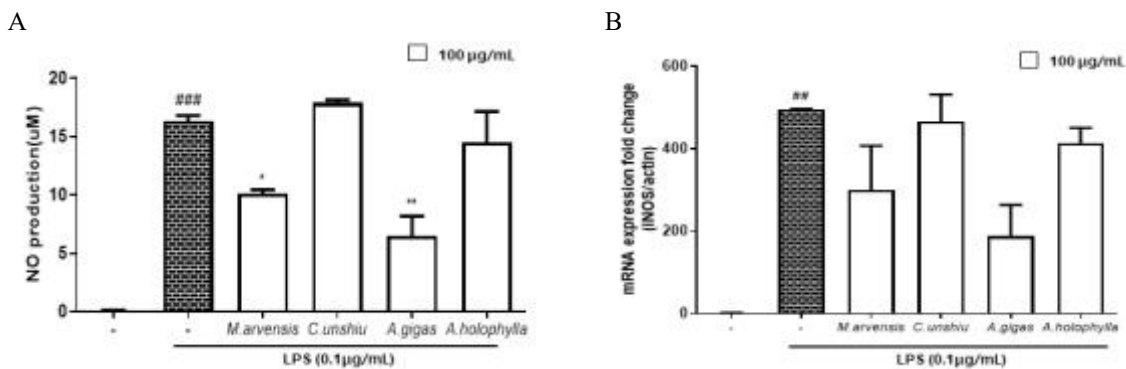 A
100 µg/mL
NO production(uM)
20
15
10
5
0
###
*
**
- - M.arvensis C.unshiu A.gigas A.holophylla
LPS (0.1µg/mL)
B
100 µg/mL
mRNA expression fold change
(iNOS/actin)
600
400
200
0
##
- - M.arvensis C.unshiu A.gigas A.holophylla
LPS (0.1µg/mL)